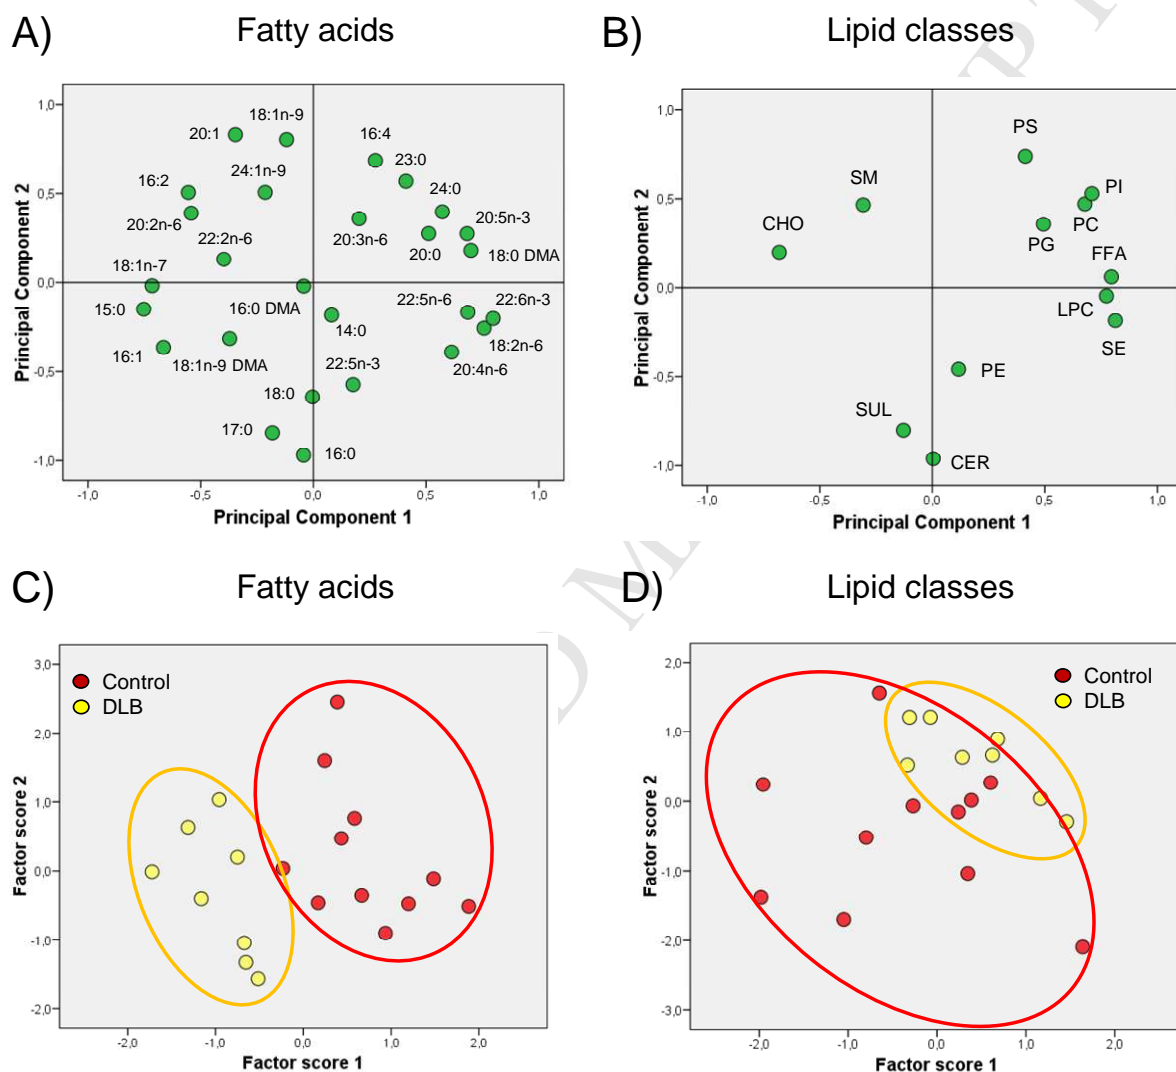 A) Fatty acids
1,0
0,5
0,0
-0,5
-1,0
Principal Component 2
18:1n-9
20:1
16:4
23:0
16:2
24:1n-9
24:0
20:2n-6
20:3n-6
20:5n-3
22:2n-6
20:0
18:0 DMA
18:1n-7
15:0
16:0 DMA
22:5n-6
22:6n-3
14:0
16:1
18:1n-9 DMA
18:2n-6
22:5n-3
20:4n-6
18:0
17:0
16:0
-1,0 -0,5 0,0 0,5 1,0
Principal Component 1
B) Lipid classes
1,0
0,5
0,0
-0,5
-1,0
Principal Component 2
PS
SM
PI
CHO
PC
PG
FFA
LPC
SE
PE
SUL
CER
-1,0 -0,5 0,0 0,5 1,0
Principal Component 1
C) Fatty acids
3,0
2,0
1,0
0,0
-1,0
-2,0
Factor score 2
Control
DLB
-2,0 -1,0 0,0 1,0 2,0
Factor score 1
D) Lipid classes
2,0
1,0
0,0
-1,0
-2,0
-3,0
Factor score 2
Control
DLB
-2,0 -1,0 0,0 1,0 2,0
Factor score 1
D M
P T